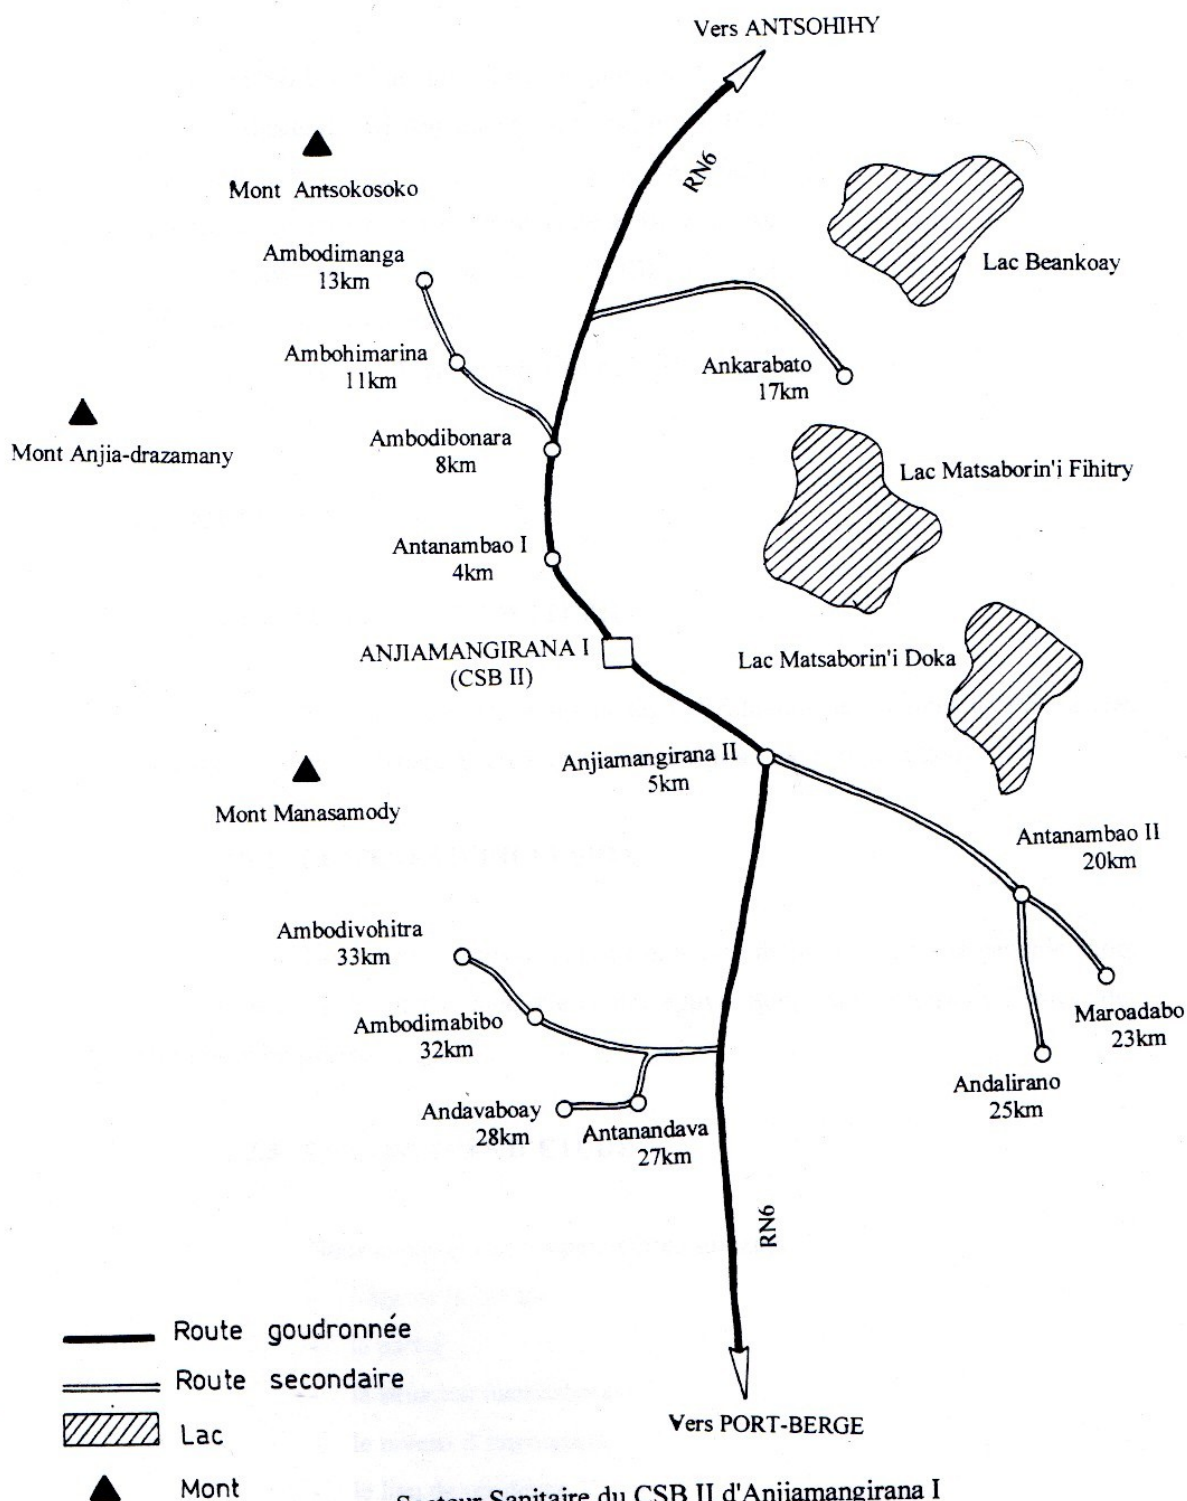 Vers ANTSOHIHY
RN6
Mont Antsokosoko
Lac Beankoay
Ambodimanga
13km
Ambohimarina
11km
Ankarabato
17km
Mont Anjia-drazamany
Ambodibonara
8km
Lac Matsaborin'i Fihitry
Antanambao I
4km
ANJIAMANGIRANA I
(CSB II)
Lac Matsaborin'i Doka
Anjiamangirana II
5km
Mont Manasamody
Antanambao II
20km
Ambodivohitra
33km
Ambodimabibo
32km
Maroadabo
23km
Andalirano
25km
Andavaboay
28km
Antanandava
27km
RN6
Route goudronnée
Route secondaire
Lac
Mont
Vers PORT-BERGE
Secteur Sanitaire du CSB II d'Anjiamangirana I